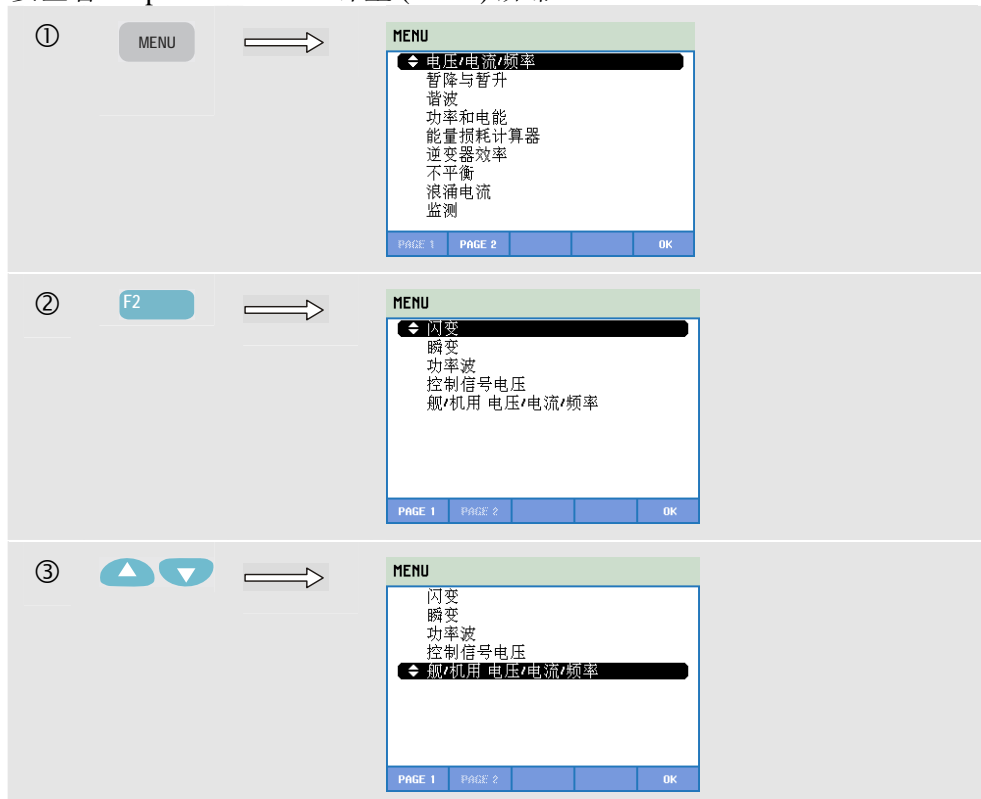 ①
MENU
MENU
电压/电流/频率
暂降与暂升
谐波
功率和电能
能量损耗计算器
逆变器效率
不平衡
浪涌电流
监测
PAGE 1 PAGE 2 OK
②
F2
MENU
闪变
瞬变
功率波
控制信号电压
舰/机用 电压/电流/频率
PAGE 1 PAGE 2 OK
③
MENU
闪变
瞬变
功率波
控制信号电压
舰/机用 电压/电流/频率
PAGE 1 PAGE 2 OK